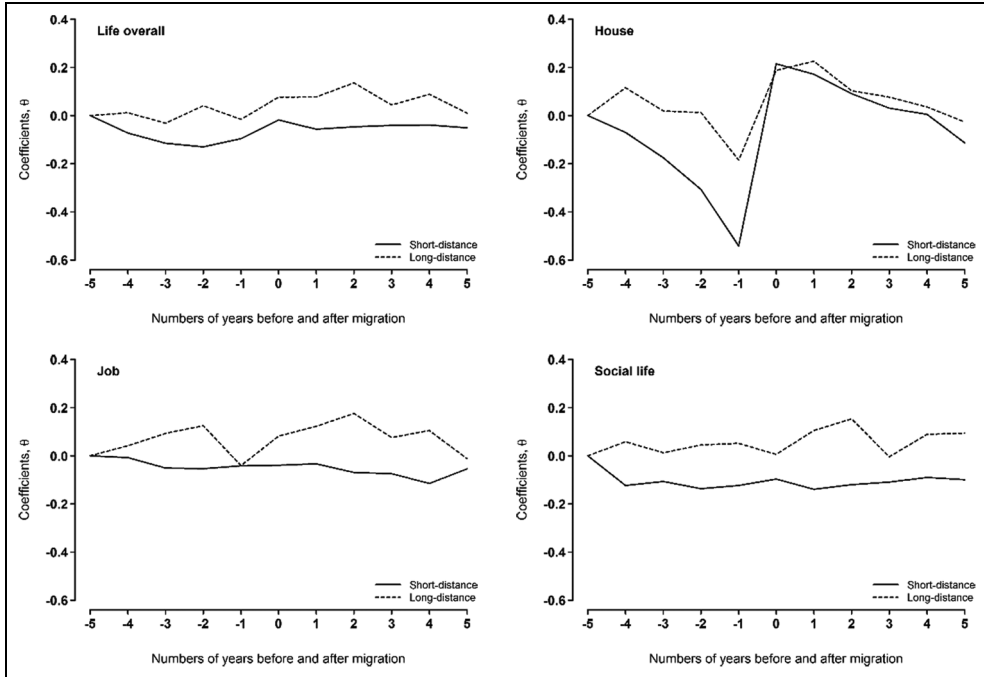 Life overall
0.4
0.2
0.0
-0.2
-0.4
-0.6
Coefficients, θ
Short-distance
Long-distance
-5 -4 -3 -2 -1 0 1 2 3 4 5
Numbers of years before and after migration
House
0.4
0.2
0.0
-0.2
-0.4
-0.6
Coefficients, θ
Short-distance
Long-distance
-5 -4 -3 -2 -1 0 1 2 3 4 5
Numbers of years before and after migration
Job
0.4
0.2
0.0
-0.2
-0.4
-0.6
Coefficients, θ
Short-distance
Long-distance
-5 -4 -3 -2 -1 0 1 2 3 4 5
Numbers of years before and after migration
Social life
0.4
0.2
0.0
-0.2
-0.4
-0.6
Coefficients, θ
Short-distance
Long-distance
-5 -4 -3 -2 -1 0 1 2 3 4 5
Numbers of years before and after migration